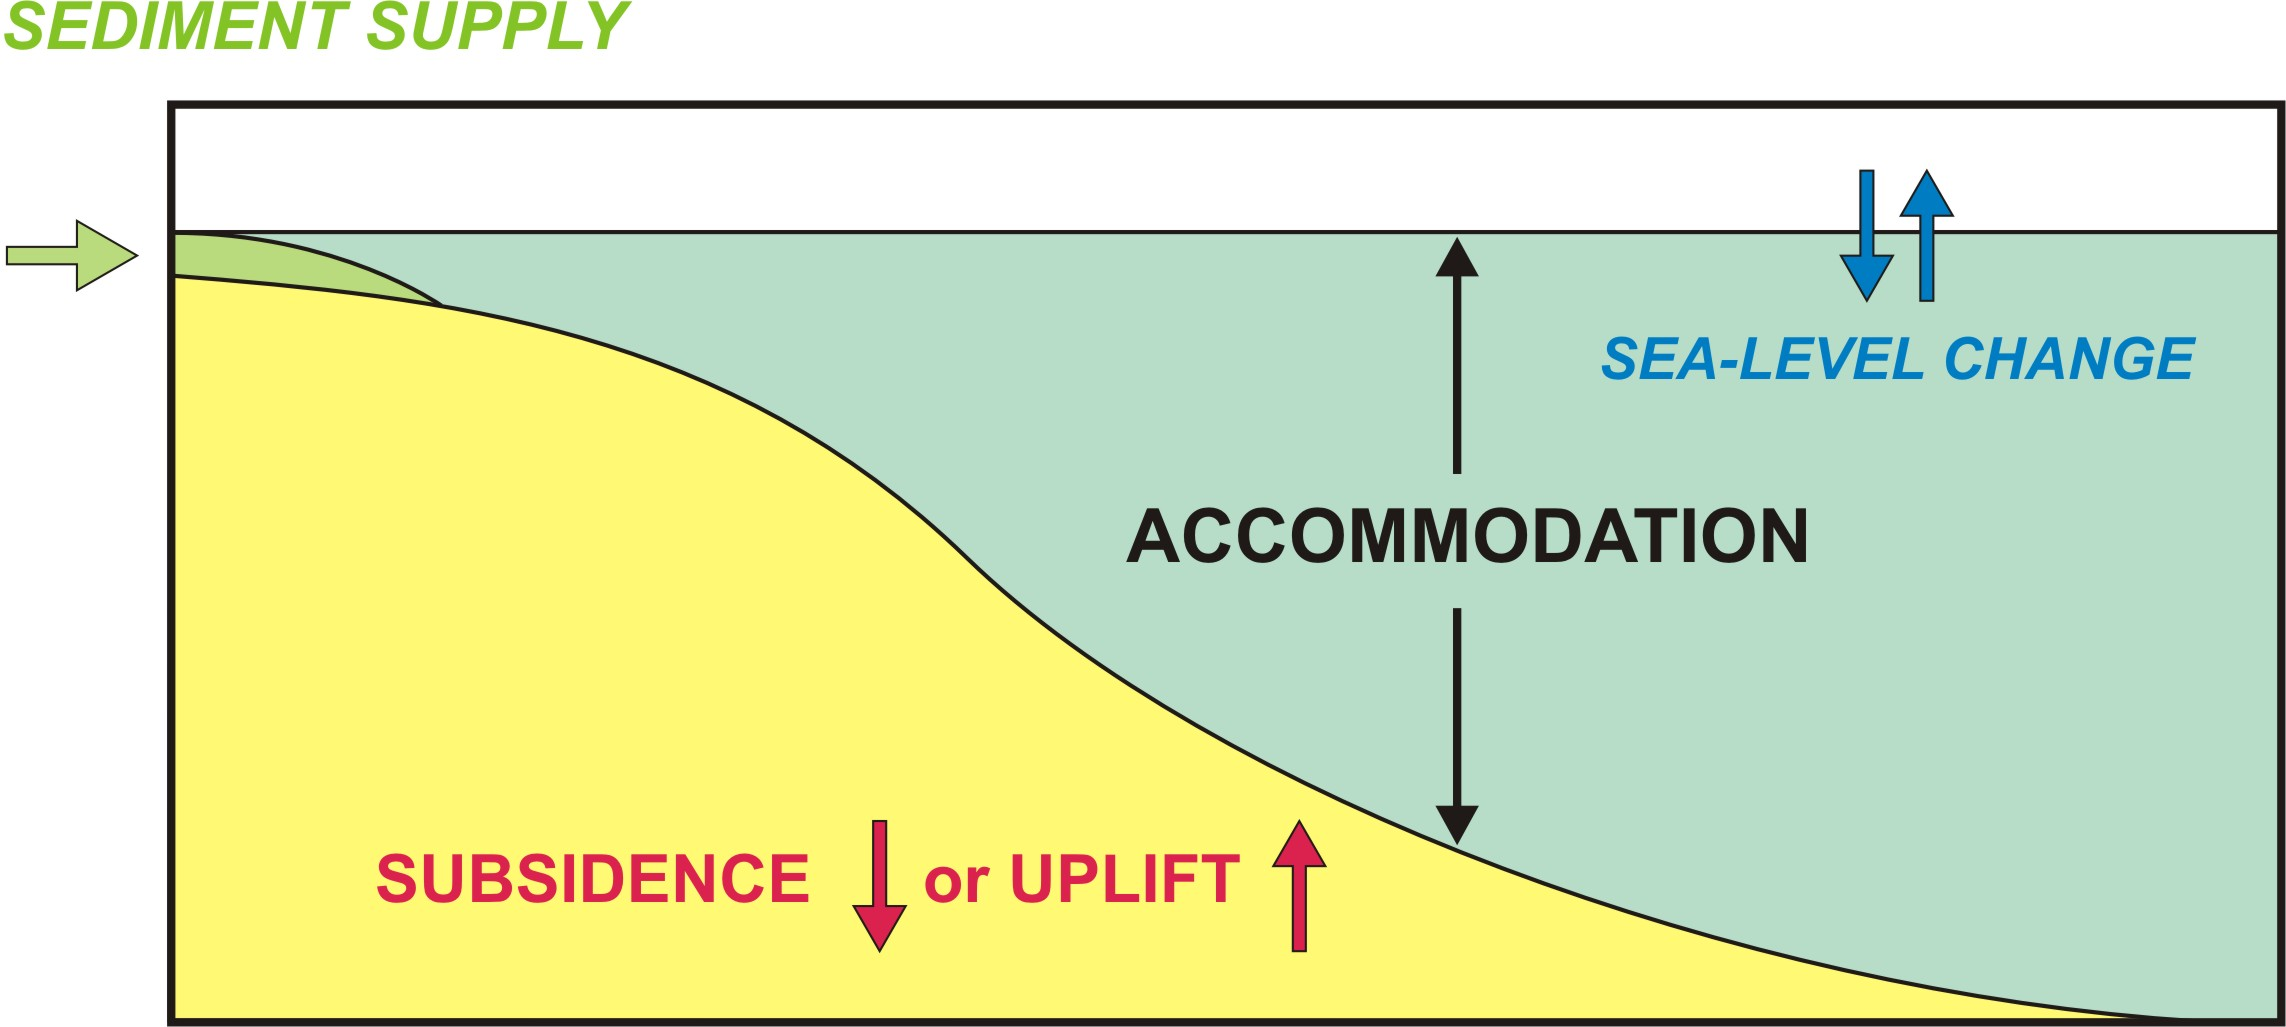 SEDIMENT SUPPLY
SEA-LEVEL CHANGE
ACCOMMODATION
SUBSIDENCE or UPLIFT